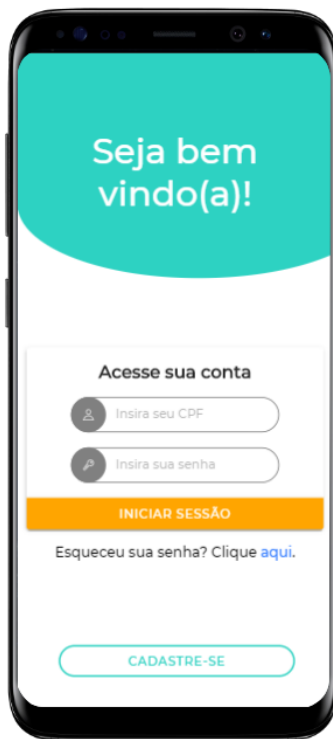 Seja bem
vindo(a)!
Acesse sua conta
Insira seu CPF
Insira sua senha
INICIAR SESSÃO
Esqueceu sua senha? Clique aqui.
CADASTRE-SE